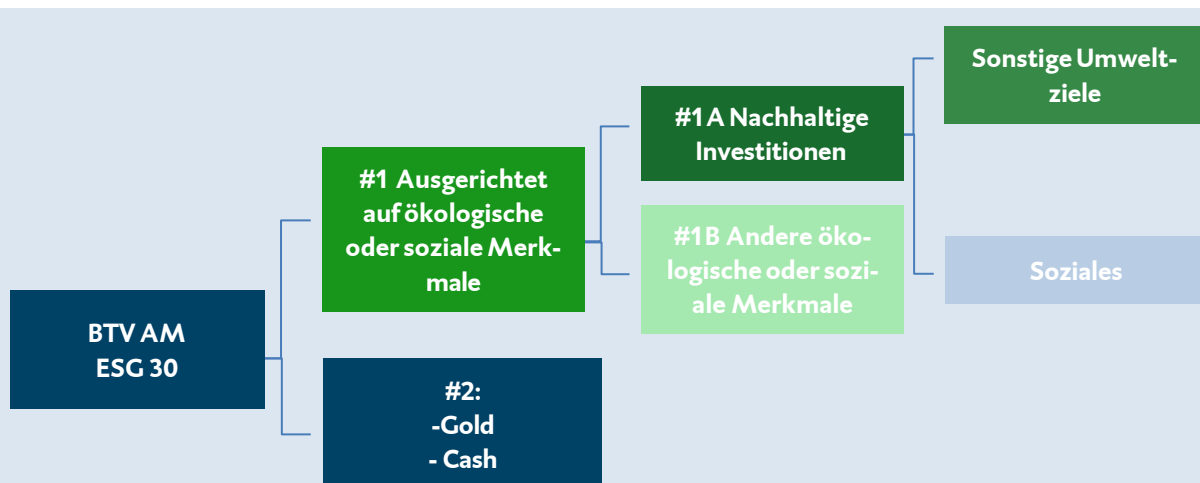 BTV AM
ESG 30
#1 Ausgerichtet
auf ökologische
oder soziale Merk-
male
#2:
-Gold
- Cash
#1A Nachhaltige
Investitionen
#1B Andere öko-
logische oder sozi-
ale Merkmale
Sonstige Umwelt-
ziele
Soziales